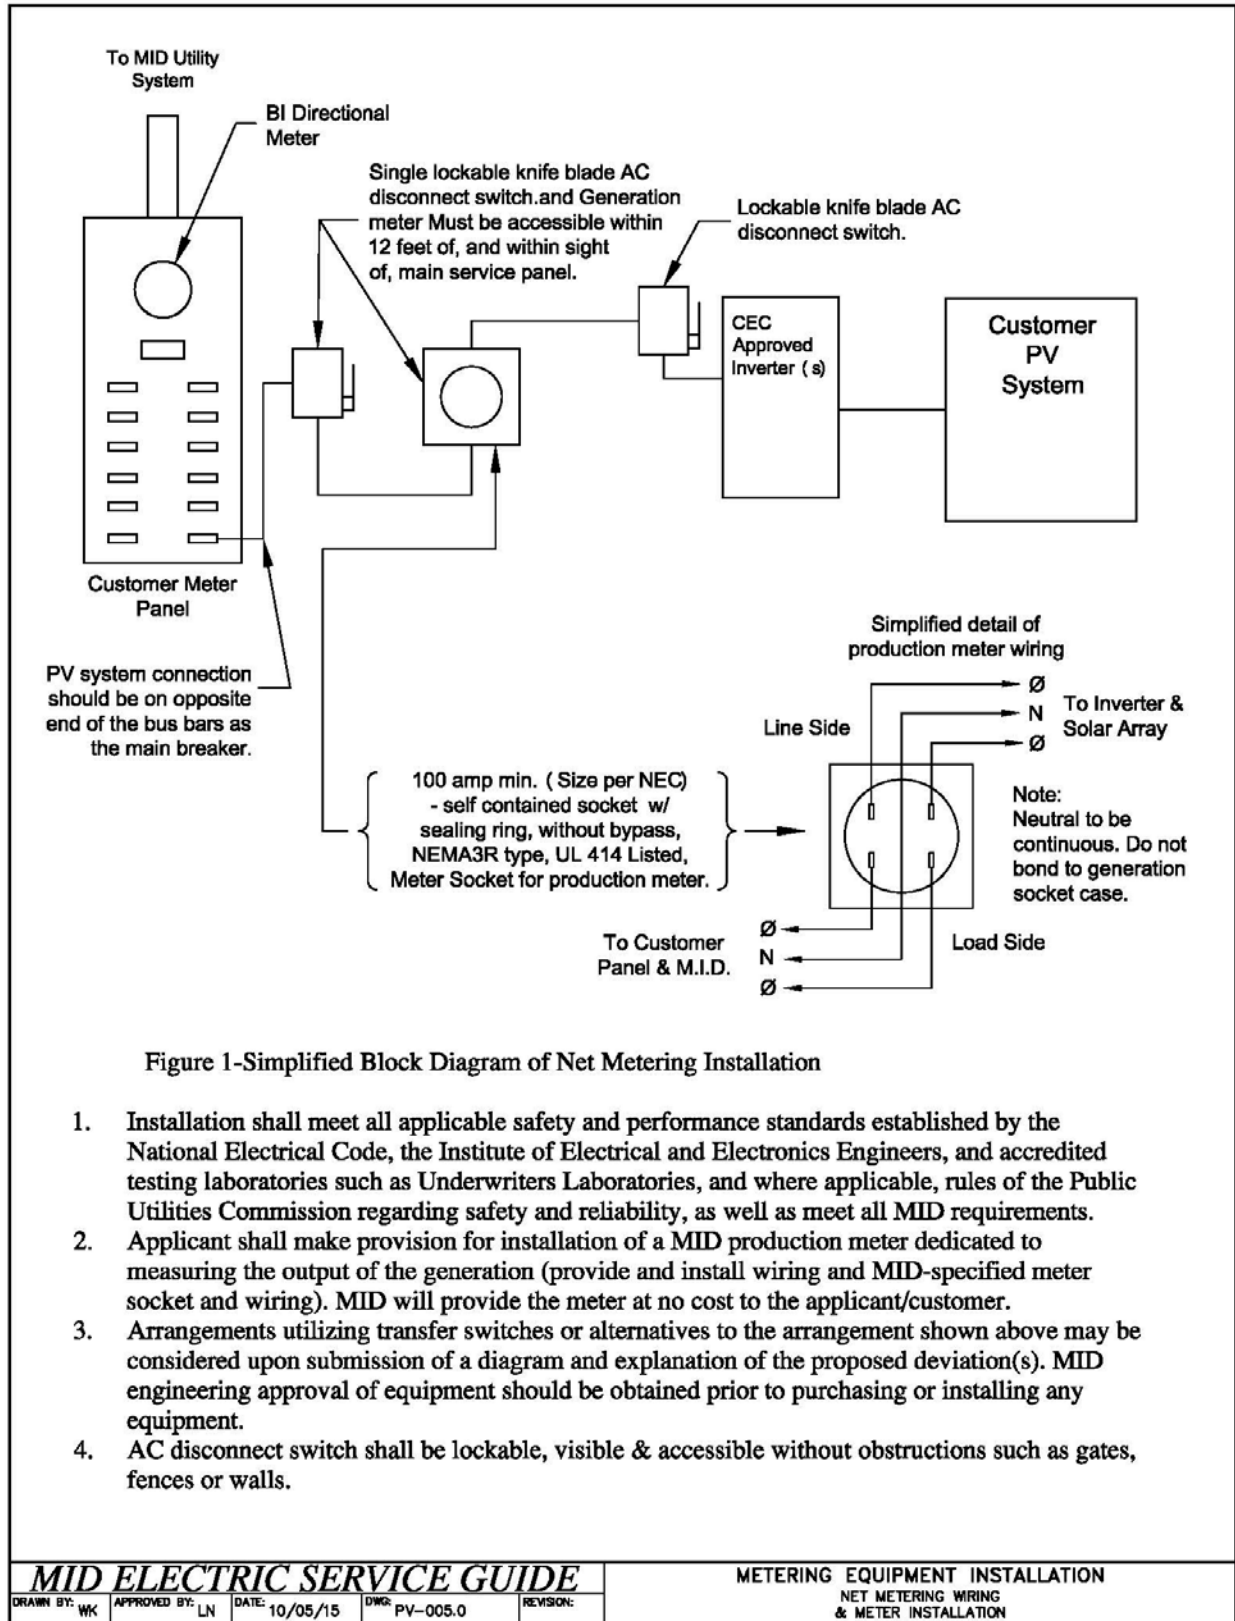 To MID Utility
System
BI Directional
Meter
Single lockable knife blade AC
disconnect switch.and Generation
meter Must be accessible within
12 feet of, and within sight
of, main service panel.
Lockable knife blade AC
disconnect switch.
CEC
Approved
Inverter ( s)
Customer
PV
System
Customer Meter
Panel
PV system connection
should be on opposite
end of the bus bars as
the main breaker.
Simplified detail of
production meter wiring
Ø
N
Ø
To Inverter &
Solar Array
Line Side
100 amp min. ( Size per NEC)
- self contained socket w/
sealing ring, without bypass,
NEMA3R type, UL 414 Listed,
Meter Socket for production meter.
Note:
Neutral to be
continuous. Do not
bond to generation
socket case.
To Customer
Panel & M.I.D.
Ø
N
Ø
Load Side
Figure 1-Simplified Block Diagram of Net Metering Installation
1. Installation shall meet all applicable safety and performance standards established by the
National Electrical Code, the Institute of Electrical and Electronics Engineers, and accredited
testing laboratories such as Underwriters Laboratories, and where applicable, rules of the Public
Utilities Commission regarding safety and reliability, as well as meet all MID requirements.
2. Applicant shall make provision for installation of a MID production meter dedicated to
measuring the output of the generation (provide and install wiring and MID-specified meter
socket and wiring). MID will provide the meter at no cost to the applicant/customer.
3. Arrangements utilizing transfer switches or alternatives to the arrangement shown above may be
considered upon submission of a diagram and explanation of the proposed deviation(s). MID
engineering approval of equipment should be obtained prior to purchasing or installing any
equipment.
4. AC disconnect switch shall be lockable, visible & accessible without obstructions such as gates,
fences or walls.
MID ELECTRIC SERVICE GUIDE
DRAWN BY: WK APPROVED BY: LN DATE: 10/05/15 DWG: PV-005.0 REVISION:
METERING EQUIPMENT INSTALLATION
NET METERING WIRING
& METER INSTALLATION